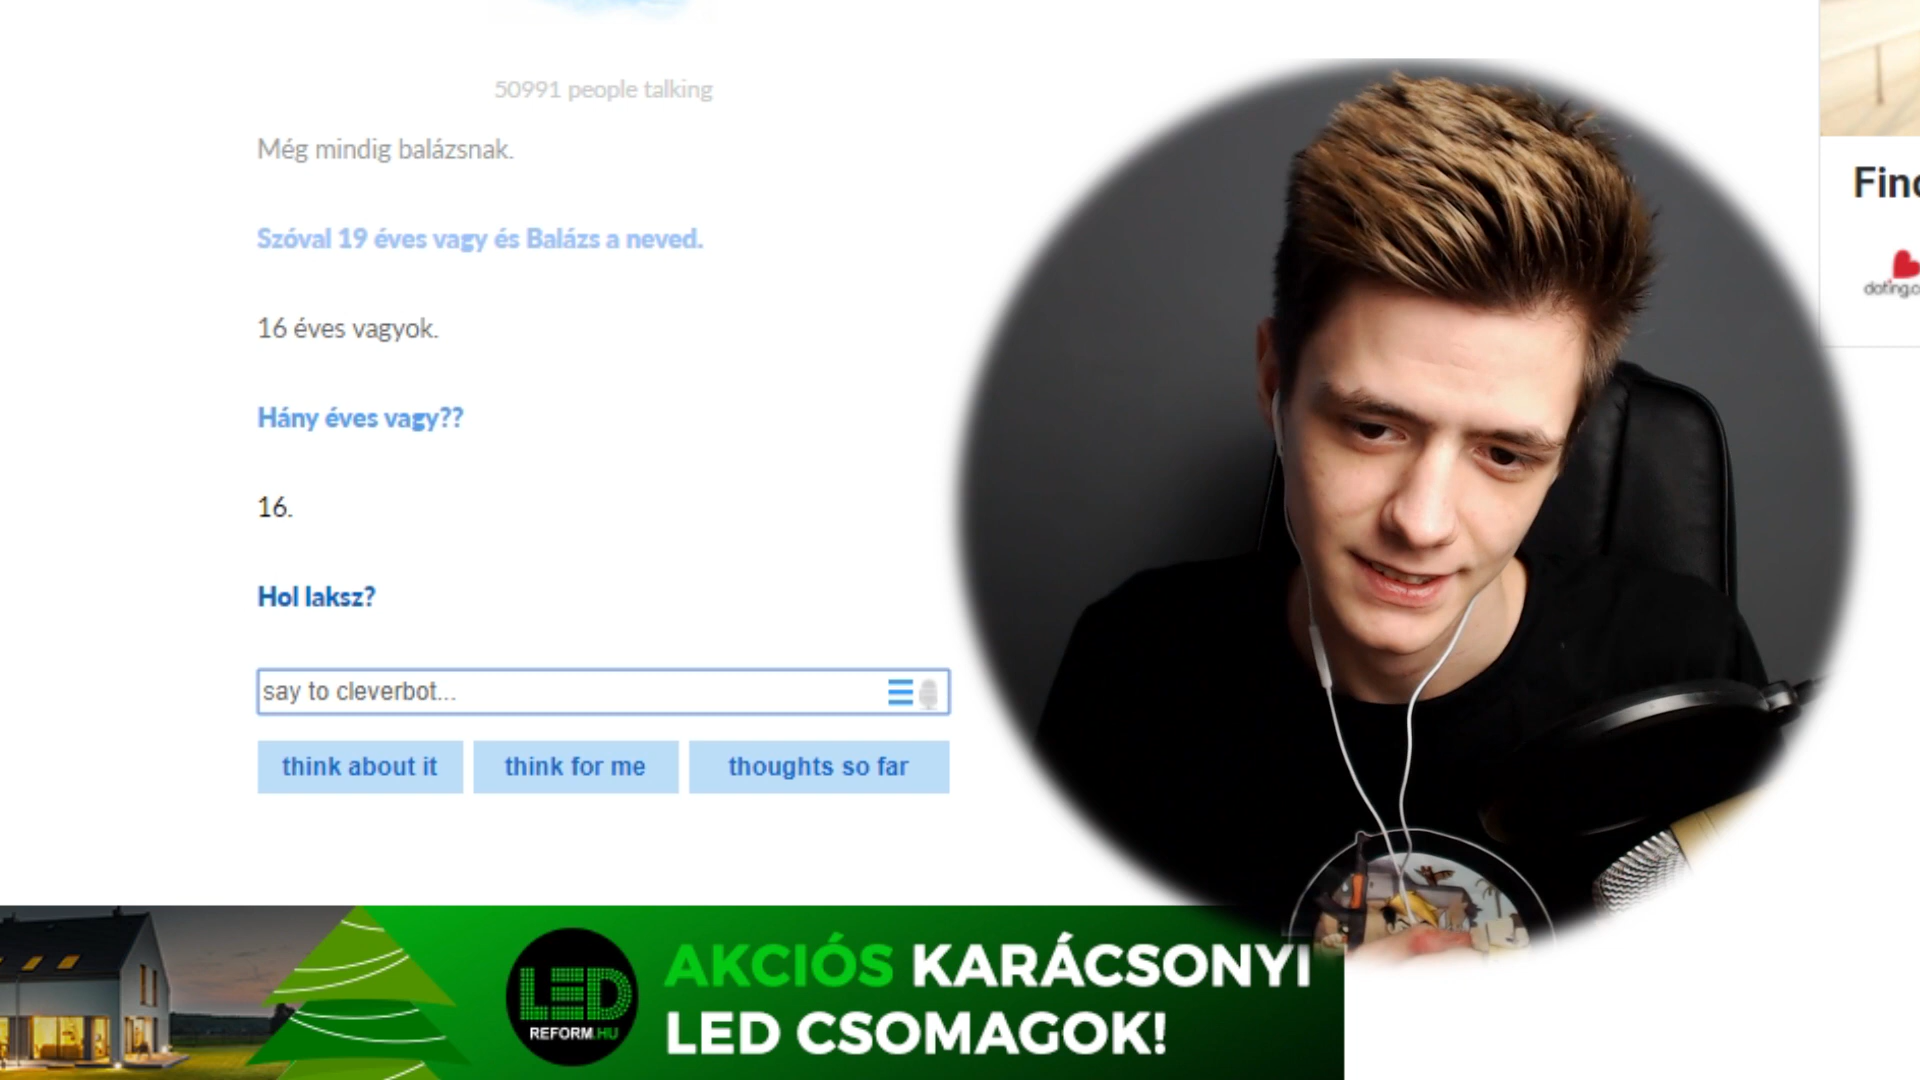 50991 people talking
Még mindig balázsnak.
Szóval 19 éves vagy és Balázs a neved.
16 éves vagyok.
Hány éves vagy??
16.
Hol laksz?
say to cleverbot...
think about it
think for me
thoughts so far
LED
REFORM.HU
AKCIÓS KARÁCSONYI
LED CSOMAGOK!